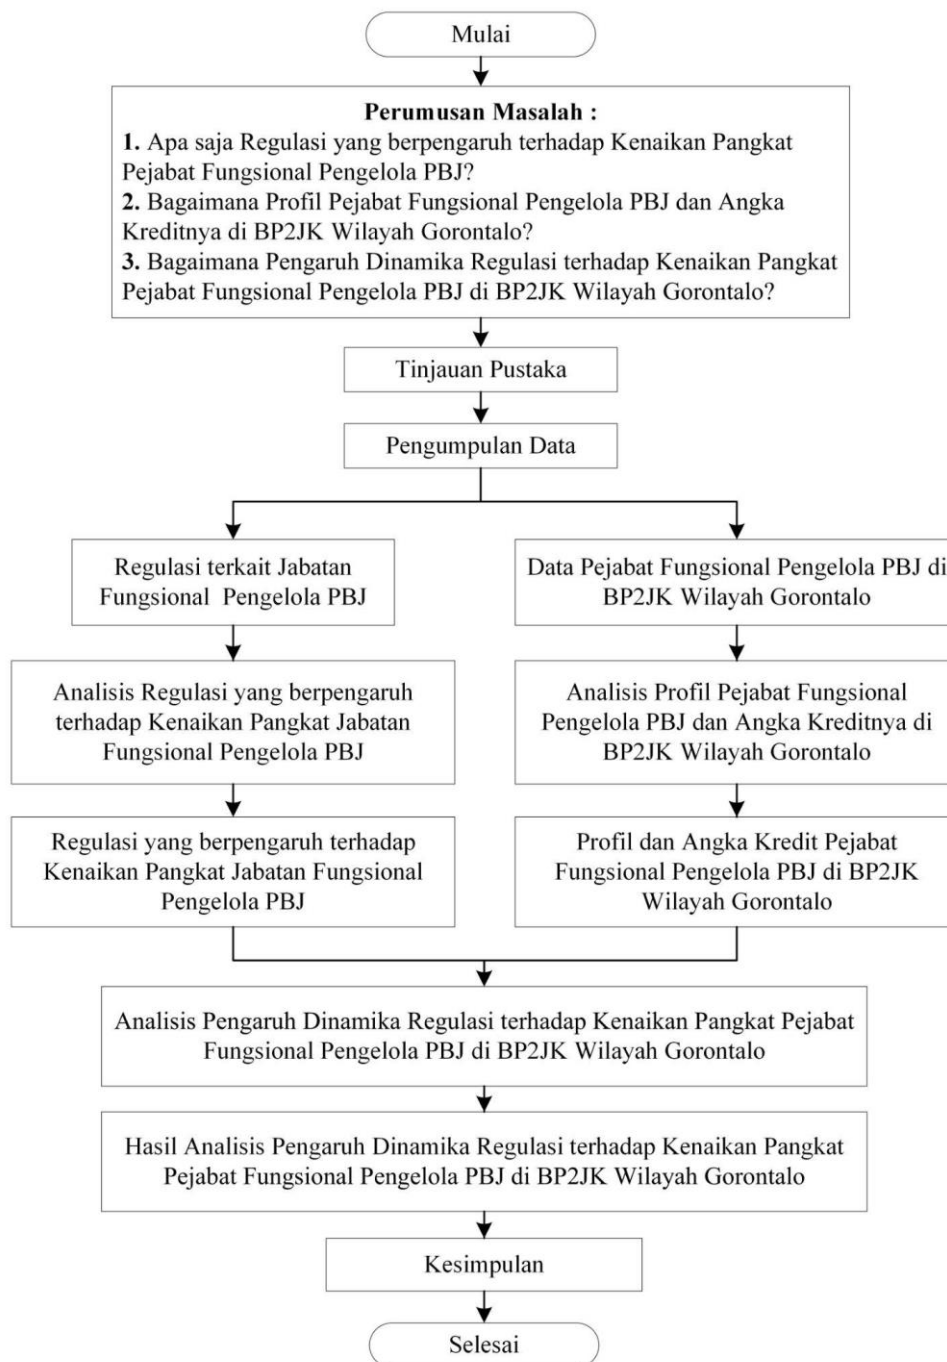 Mulai
Perumusan Masalah :
1. Apa saja Regulasi yang berpengaruh terhadap Kenaikan Pangkat
Pejabat Fungsional Pengelola PBJ?
2. Bagaimana Profil Pejabat Fungsional Pengelola PBJ dan Angka
Kreditnya di BP2JK Wilayah Gorontalo?
3. Bagaimana Pengaruh Dinamika Regulasi terhadap Kenaikan Pangkat
Pejabat Fungsional Pengelola PBJ di BP2JK Wilayah Gorontalo?
Tinjauan Pustaka
Pengumpulan Data
Regulasi terkait Jabatan
Fungsional Pengelola PBJ
Analisis Regulasi yang berpengaruh
terhadap Kenaikan Pangkat Jabatan
Fungsional Pengelola PBJ
Regulasi yang berpengaruh terhadap
Kenaikan Pangkat Jabatan Fungsional
Pengelola PBJ
Data Pejabat Fungsional Pengelola PBJ di
BP2JK Wilayah Gorontalo
Analisis Profil Pejabat Fungsional
Pengelola PBJ dan Angka Kreditnya di
BP2JK Wilayah Gorontalo
Profil dan Angka Kredit Pejabat
Fungsional Pengelola PBJ di BP2JK
Wilayah Gorontalo
Analisis Pengaruh Dinamika Regulasi terhadap Kenaikan Pangkat Pejabat
Fungsional Pengelola PBJ di BP2JK Wilayah Gorontalo
Hasil Analisis Pengaruh Dinamika Regulasi terhadap Kenaikan Pangkat
Pejabat Fungsional Pengelola PBJ di BP2JK Wilayah Gorontalo
Kesimpulan
Selesai